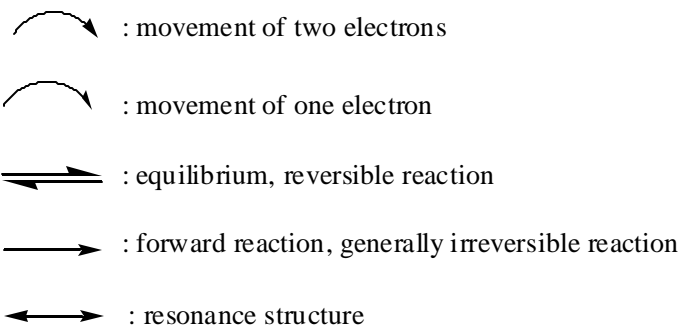 : movement of two electrons
: movement of one electron
: equilibrium, reversible reaction
: forward reaction, generally irreversible reaction
: resonance structure